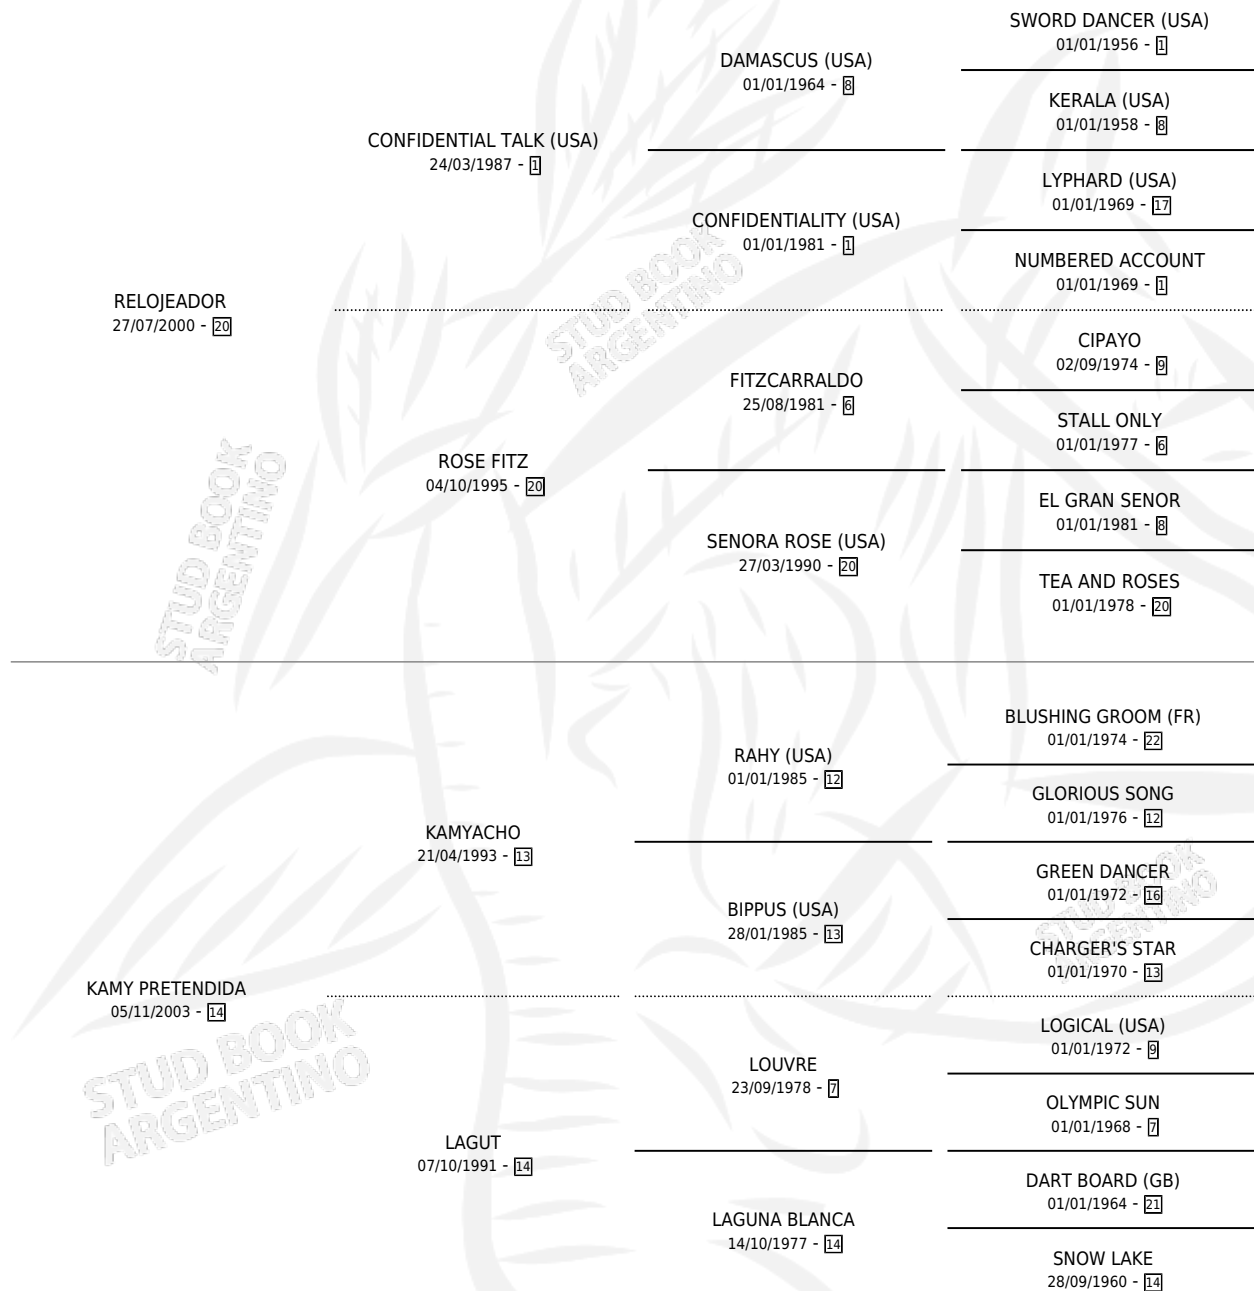 SWORD DANCER (USA)
01/01/1956 - 1
DAMASCUS (USA)
01/01/1964 - 8
KERALA (USA)
01/01/1958 - 8
CONFIDENTIAL TALK (USA)
24/03/1987 - 1
LYPHARD (USA)
01/01/1969 - 17
CONFIDENTIALITY (USA)
01/01/1981 - 1
NUMBERED ACCOUNT
01/01/1969 - 1
RELOJEADOR
27/07/2000 - 20
CIPAYO
02/09/1974 - 9
FITZCARRALDO
25/08/1981 - 6
STALL ONLY
01/01/1977 - 6
ROSE FITZ
04/10/1995 - 20
EL GRAN SENOR
01/01/1981 - 8
SENORA ROSE (USA)
27/03/1990 - 20
TEA AND ROSES
01/01/1978 - 20
BLUSHING GROOM (FR)
01/01/1974 - 22
RAHY (USA)
01/01/1985 - 12
GLORIOUS SONG
01/01/1976 - 12
KAMYACHO
21/04/1993 - 13
GREEN DANCER
01/01/1972 - 16
BIPPUS (USA)
28/01/1985 - 13
CHARGER'S STAR
01/01/1970 - 13
KAMY PRETENDIDA
05/11/2003 - 14
LOGICAL (USA)
01/01/1972 - 9
LOUVRE
23/09/1978 - 7
OLYMPIC SUN
01/01/1968 - 7
LAGUT
07/10/1991 - 14
DART BOARD (GB)
01/01/1964 - 21
LAGUNA BLANCA
14/10/1977 - 14
SNOW LAKE
28/09/1960 - 14
STUD BOOK
ARGENTINO
STUD BOOK
ARGENTINO
STUD BOOK
ARGENTINO
STUD BOOK
ARGENTINO